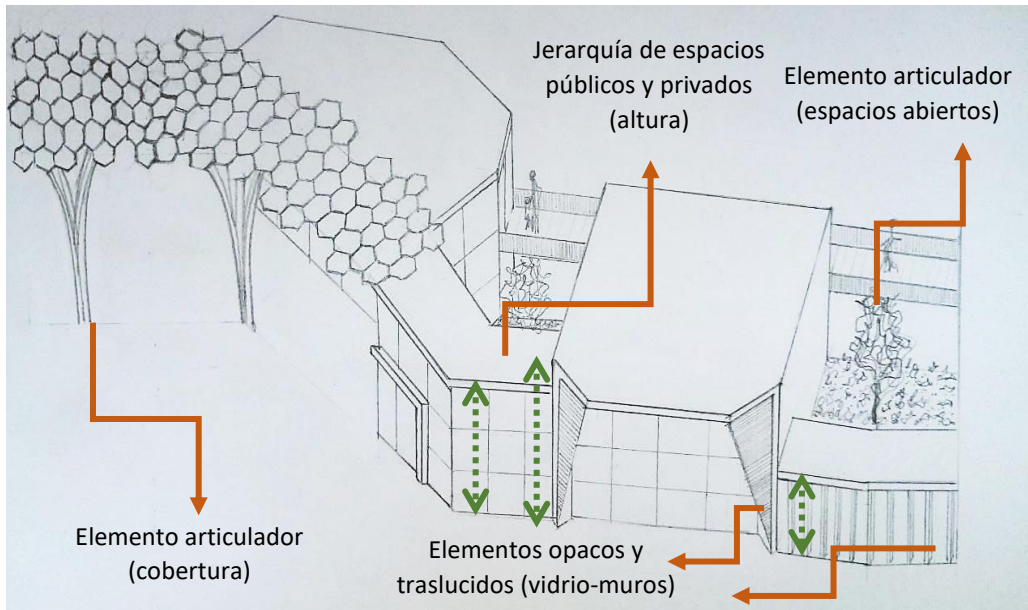 Jerarquía de espacios
públicos y privados
(altura)
Elemento articulador
(espacios abiertos)
Elemento articulador
(cobertura)
Elementos opacos y
traslucidos (vidrio-muros)